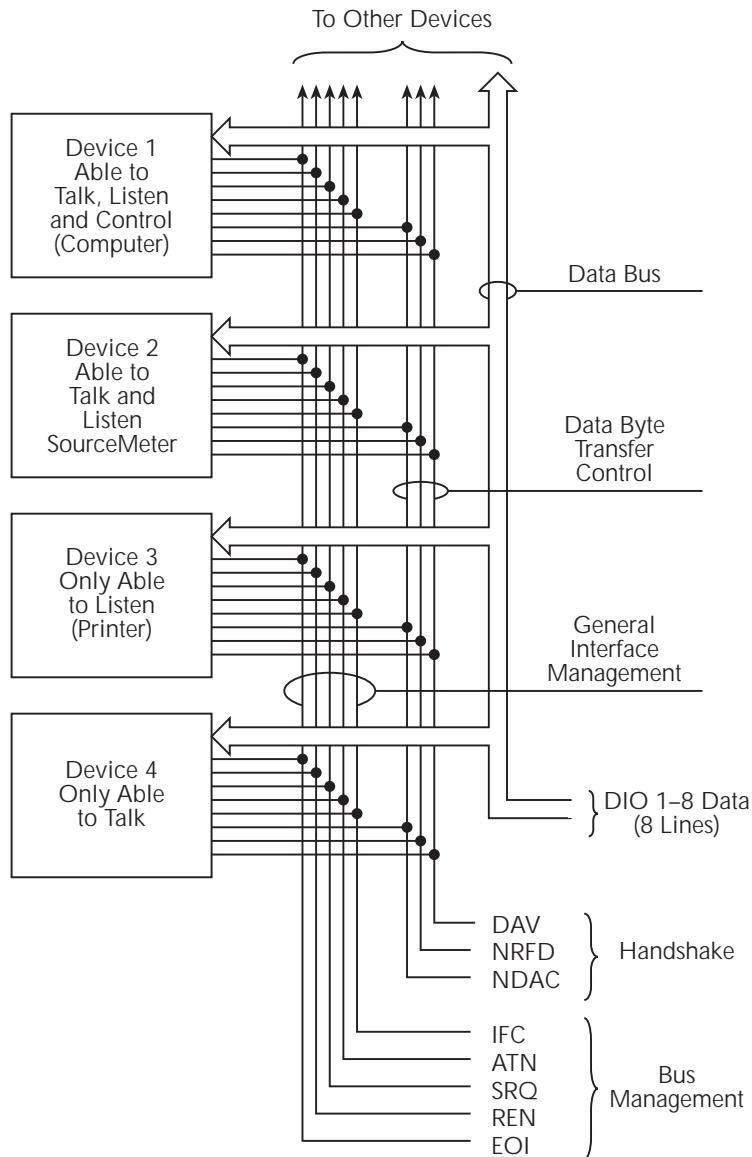 To Other Devices
Device 1
Able to
Talk, Listen
and Control
(Computer)
Data Bus
Device 2
Able to
Talk and
Listen
SourceMeter
Data Byte
Transfer
Control
Device 3
Only Able
to Listen
(Printer)
General
Interface
Management
Device 4
Only Able
to Talk
DIO 1–8 Data
(8 Lines)
DAV
NRFD
NDAC
Handshake
IFC
ATN
SRQ
REN
EOI
Bus
Management